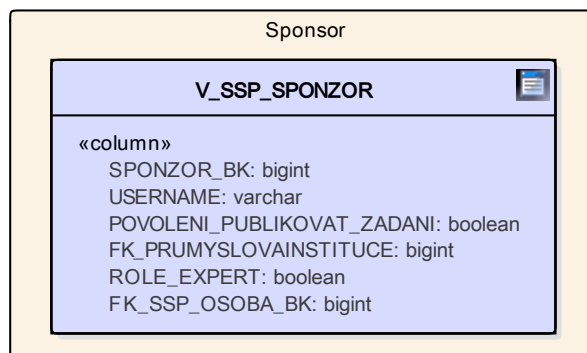 Sponsor
V_SSP_SPONZOR
«column»
SPONZOR_BK: bigint
USERNAME: varchar
POVOLENI_PUBLIKOVAT_ZADANI: boolean
FK_PRUMYSLOVAINSTITUCE: bigint
ROLE_EXPERT: boolean
FK_SSP_OSOBA_BK: bigint